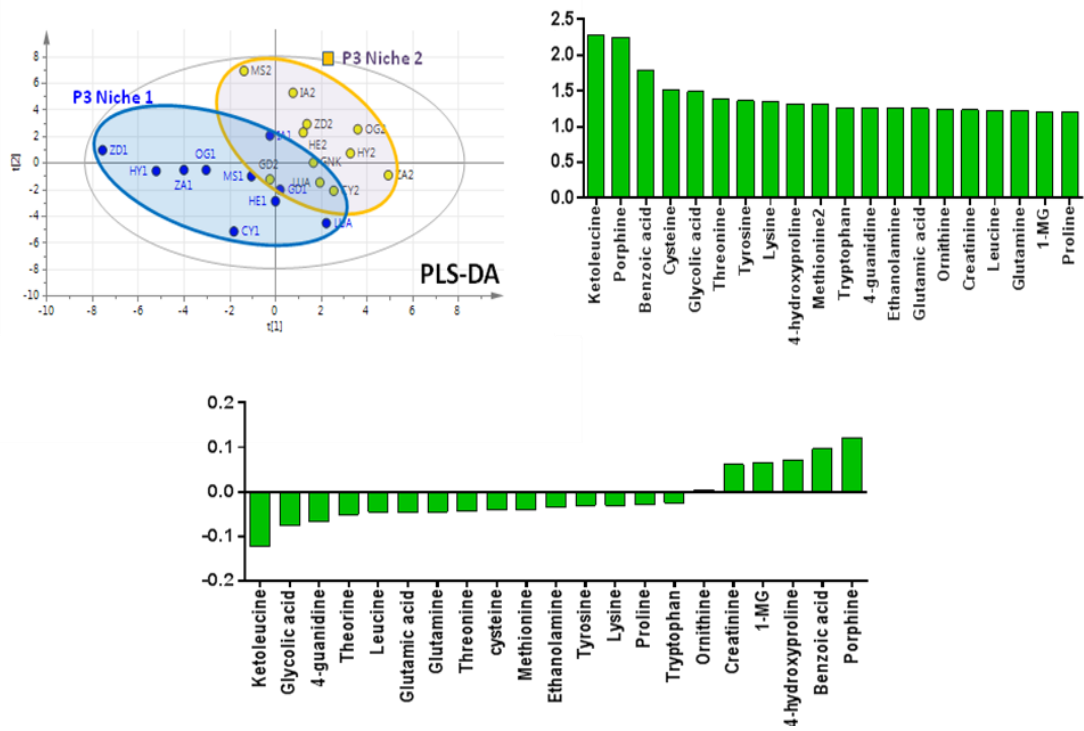 P3 Niche 2
P3 Niche 1
8
6
4
2
0
-2
-4
-6
-8
-10
t[2]
MS2
IA2
ZD2
OG2
HE2
HY2
GNK
ZA2
GD2
CY2
ZD1
HY1
OG1
ZA1
MS1
IA1
GD1
HE1
CY1
PLS-DA
-10 -8 -6 -4 -2 0 2 4 6 8
t[1]
2.5
2.0
1.5
1.0
0.5
0.0
Ketoleucine
Porphine
Benzoic acid
Cysteine
Glycolic acid
Threonine
Tyrosine
Lysine
4-hydroxyproline
Methionine2
Tryptophan
4-guanidine
Ethanolamine
Glutamic acid
Ornithine
Creatinine
Leucine
Glutamine
1-MG
Proline
0.2
0.1
0.0
-0.1
-0.2
Ketoleucine
Glycolic acid
4-guanidine
Theorine
Leucine
Glutamic acid
Glutamine
Threonine
cysteine
Methionine
Ethanolamine
Tyrosine
Lysine
Proline
Tryptophan
Ornithine
Creatinine
1-MG
4-hydroxyproline
Benzoic acid
Porphine